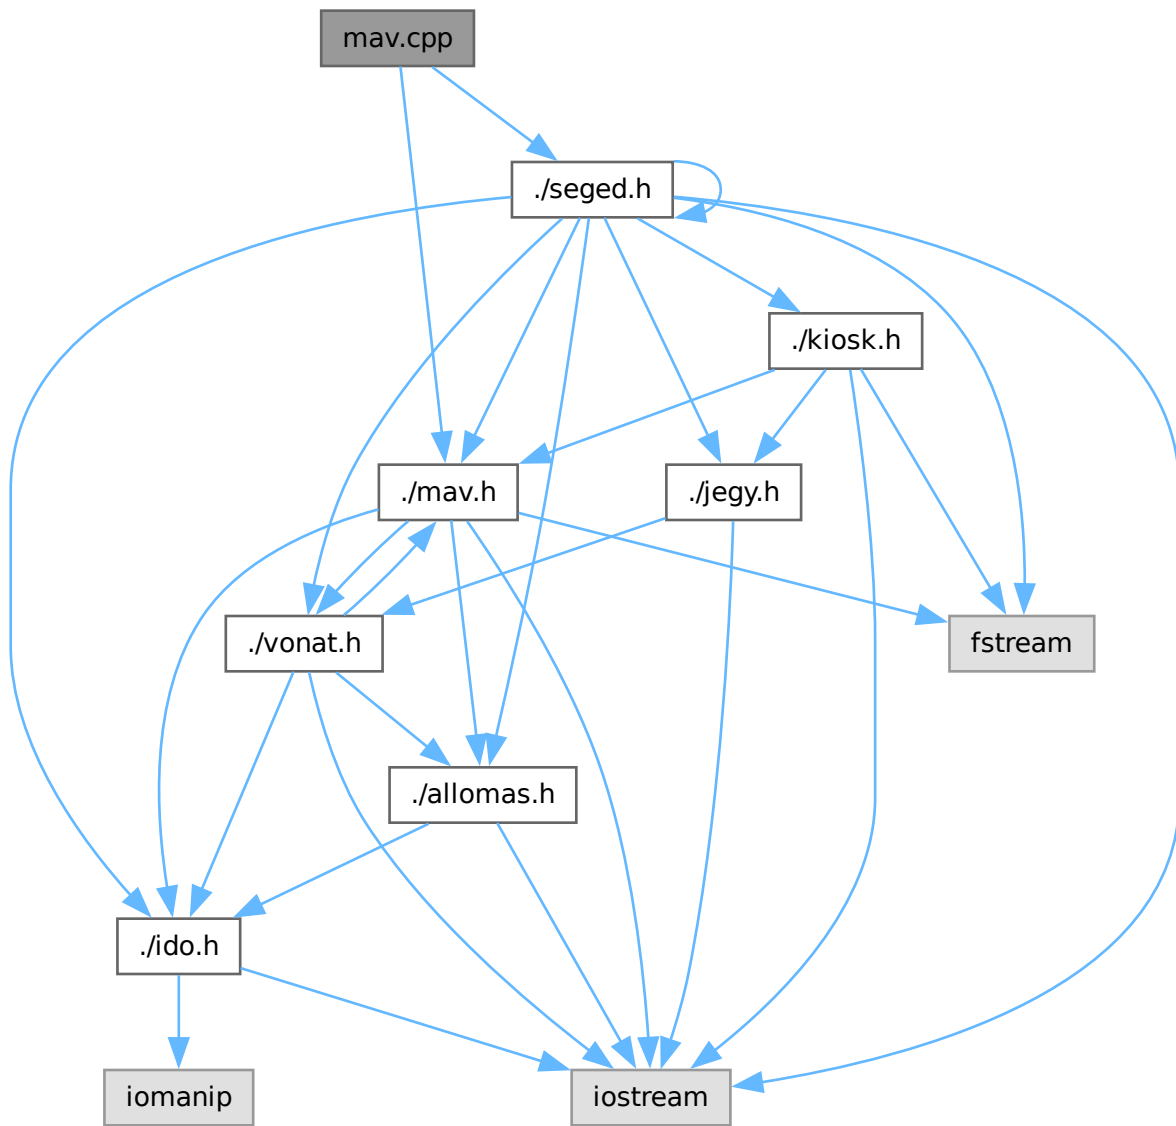 mav.cpp
./seged.h
./kiosk.h
./mav.h
./jegy.h
./vonat.h
fstream
./allomas.h
./ido.h
iomanip
iostream